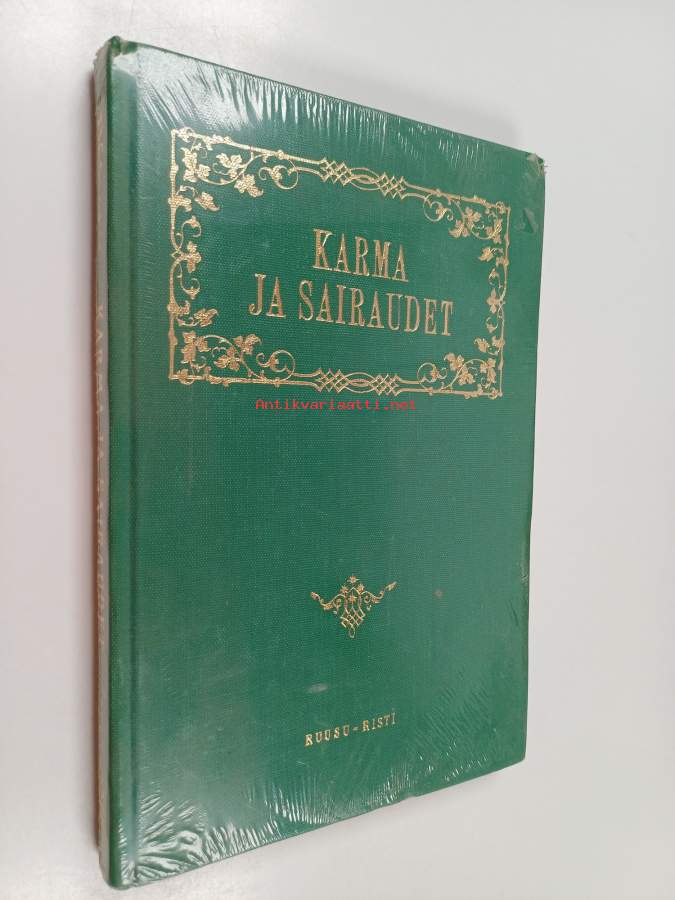 KARMA
JA SAIRAUDET
Antikvariaatti.net
RUUSU-RISTI
KARMA JA SAIRAUDET